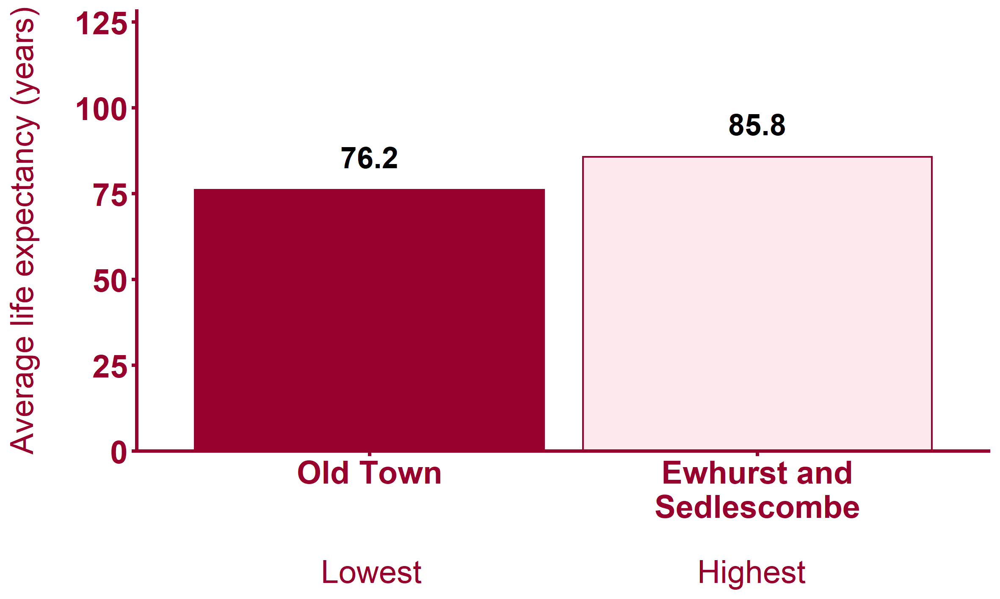 Average life expectancy (years)
125
100
75
50
25
0
76.2
85.8
Old Town
Ewhurst and
Sedlescombe
Lowest
Highest